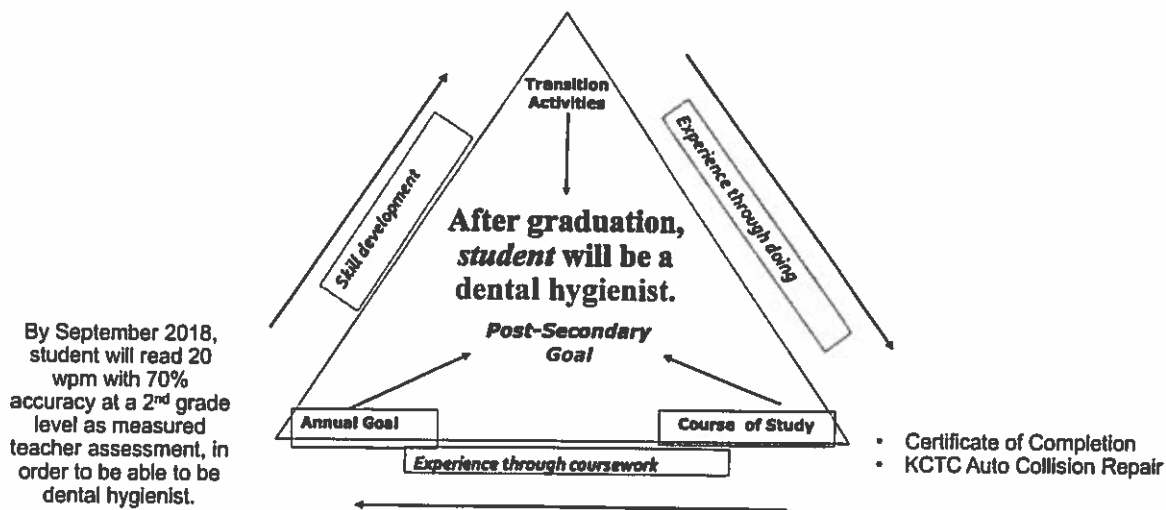 Transition
Activities
Skill development
Experience through doing
After graduation,
student will be a
dental hygienist.
Post-Secondary
Goal
By September 2018,
student will read 20
wpm with 70%
accuracy at a 2nd grade
level as measured
teacher assessment, in
order to be able to be
dental hygienist.
Annual Goal
Course of Study
Experience through coursework
• Certificate of Completion
• KCTC Auto Collision Repair